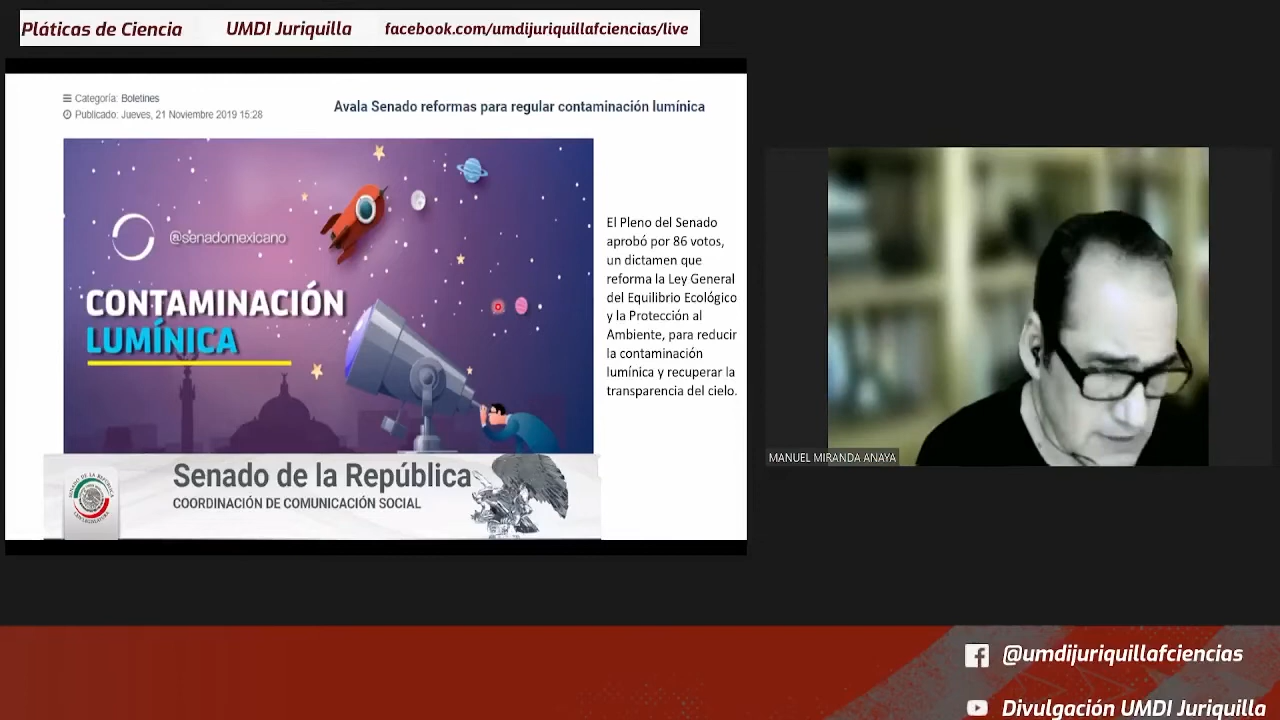 Pláticas de Ciencia UMDI Juriquilla facebook.com/umdijuriquillafciencias/live
Categoría: Boletines
Publicado: Jueves, 21 Noviembre 2019 15:28
Avala Senado reformas para regular contaminación lumínica
@senadomexicano
CONTAMINACIÓN
LUMÍNICA
El Pleno del Senado
aprobó por 86 votos,
un dictamen que
reforma la Ley General
del Equilibrio Ecológico
y la Protección al
Ambiente, para reducir
la contaminación
lumínica y recuperar la
transparencia del cielo.
Senado de la República
COORDINACIÓN DE COMUNICACIÓN SOCIAL
MANUEL MIRANDA ANAYA
@umdijuriquillafciencias
Divulgación UMDI Juriquilla